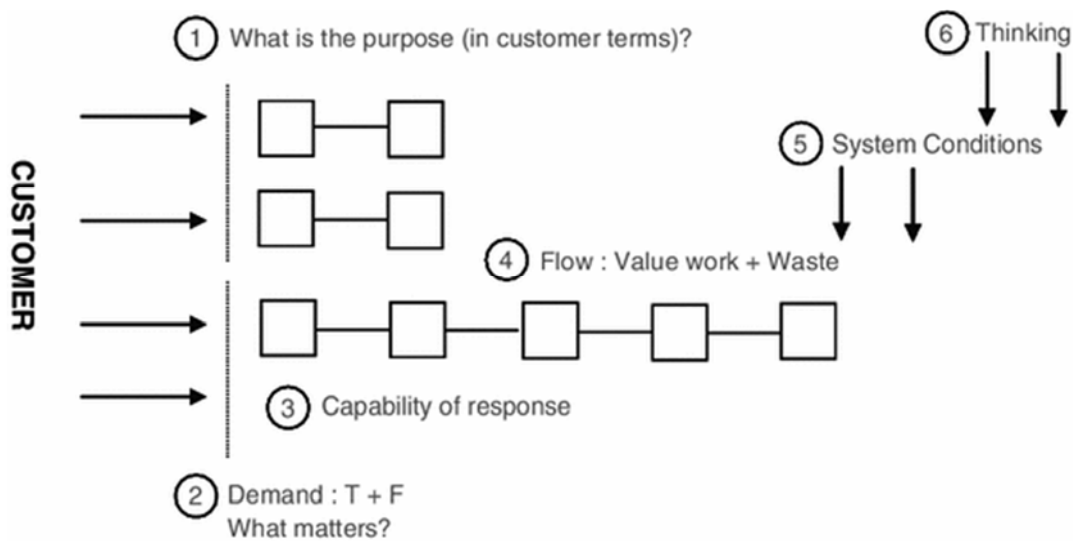 1 What is the purpose (in customer terms)?
6 Thinking
5 System Conditions
CUSTOMER
4 Flow : Value work + Waste
3 Capability of response
2 Demand : T + F
What matters?